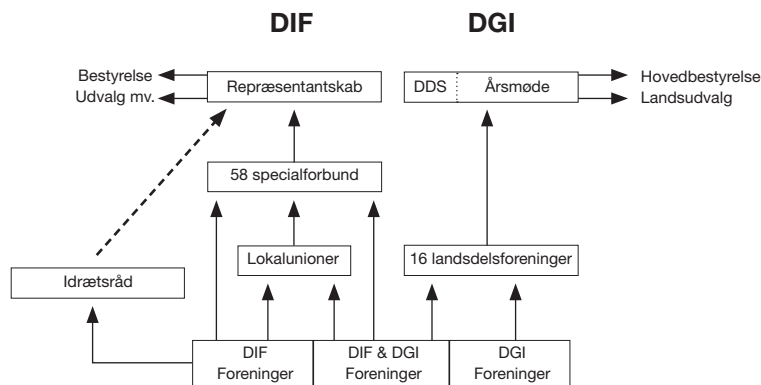 DIF
DGI
Bestyrelse
Udvalg mv.
Repræsentantskab
DDS
Årsmøde
Hovedbestyrelse
Landsudvalg
58 specialforbund
Lokalunioner
16 landsdelsforeninger
Idrætsråd
DIF
Foreninger
DIF & DGI
Foreninger
DGI
Foreninger